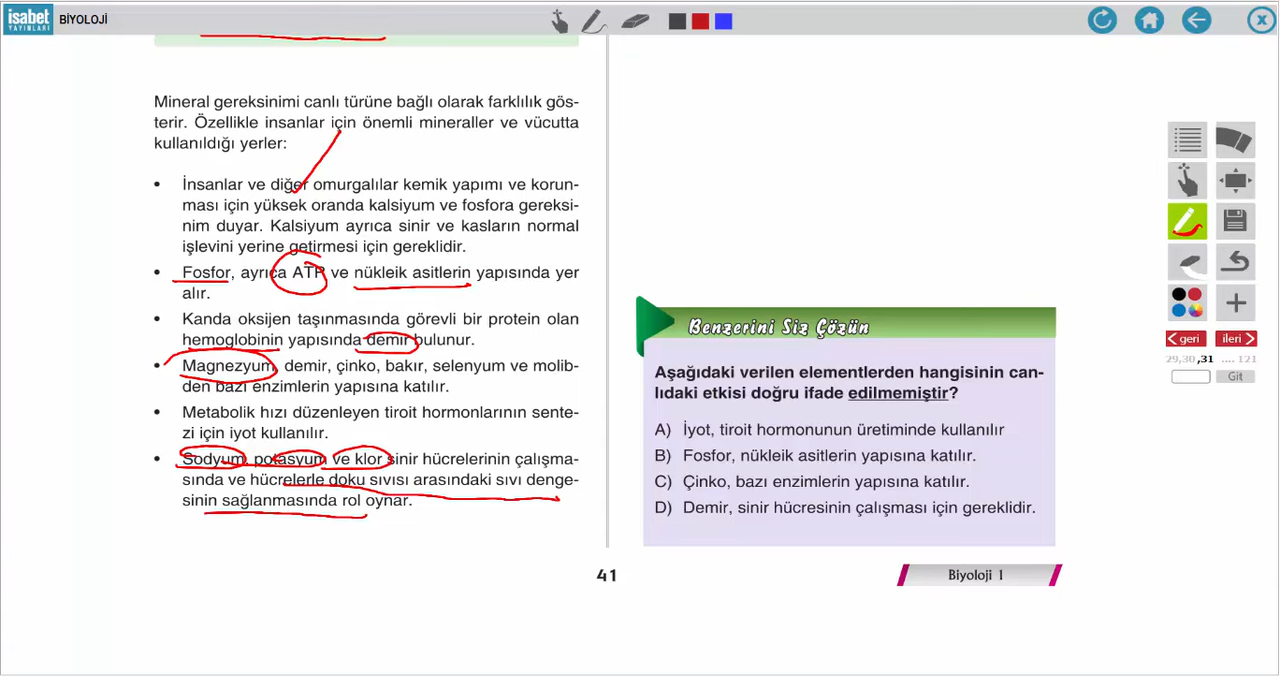 isabet
YAYINLARI
BİYOLOJİ
Mineral gereksinimi canlı türüne bağlı olarak farklılık gös-
terir. Özellikle insanlar için önemli mineraller ve vücutta
kullanıldığı yerler:
• İnsanlar ve diğer omurgalılar kemik yapımı ve korun-
ması için yüksek oranda kalsiyum ve fosfora gereksi-
nim duyar. Kalsiyum ayrıca sinir ve kasların normal
işlevini yerine getirmesi için gereklidir.
• Fosfor, ayrıca ATP ve nükleik asitlerin yapısında yer
alır.
• Kanda oksijen taşınmasında görevli bir protein olan
hemoglobinin yapısında demir bulunur.
• Magnezyum, demir, çinko, bakır, selenyum ve molib-
den bazı enzimlerin yapısına katılır.
• Metabolik hızı düzenleyen tiroit hormonlarının sente-
zi için iyot kullanılır.
• Sodyum, potasyum ve klor sinir hücrelerinin çalışma-
sında ve hücrelerle doku sıvısı arasındaki sıvı denge-
sinin sağlanmasında rol oynar.
41
Benzerini Siz Çözün
Aşağıdaki verilen elementlerden hangisinin can-
lıdaki etkisi doğru ifade edilmemiştir?
A) İyot, tiroit hormonunun üretiminde kullanılır
B) Fosfor, nükleik asitlerin yapısına katılır.
C) Çinko, bazı enzimlerin yapısına katılır.
D) Demir, sinir hücresinin çalışması için gereklidir.
Biyoloji 1
geri
ileri
29,30,31 .... 121
Git